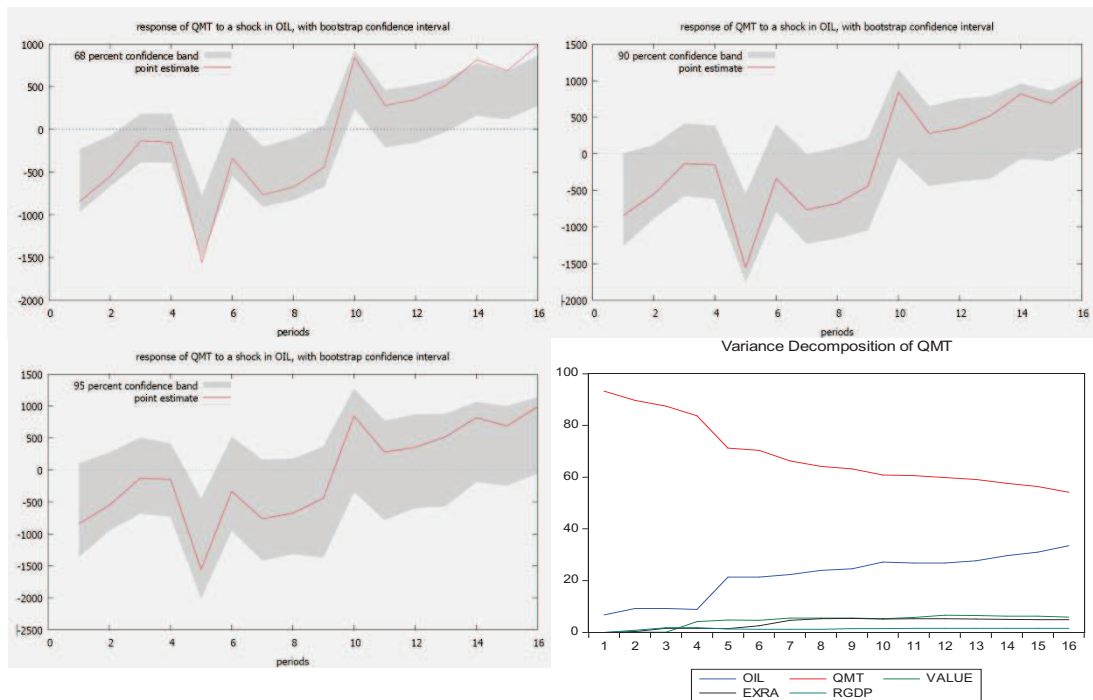 response of QMT to a shock in OIL, with bootstrap confidence interval
68 percent confidence band
point estimate
1000
500
0
-500
-1000
-1500
-2000
0 2 4 6 8 10 12 14 16
periods
response of QMT to a shock in OIL, with bootstrap confidence interval
90 percent confidence band
point estimate
1500
1000
500
0
-500
-1000
-1500
-2000
0 2 4 6 8 10 12 14 16
periods
response of QMT to a shock in OIL, with bootstrap confidence interval
95 percent confidence band
point estimate
1500
1000
500
0
-500
-1000
-1500
-2000
-2500
0 2 4 6 8 10 12 14 16
periods
Variance Decomposition of QMT
100
80
60
40
20
0
1 2 3 4 5 6 7 8 9 10 11 12 13 14 15 16
OIL QMT VALUE
EXRA RGDP